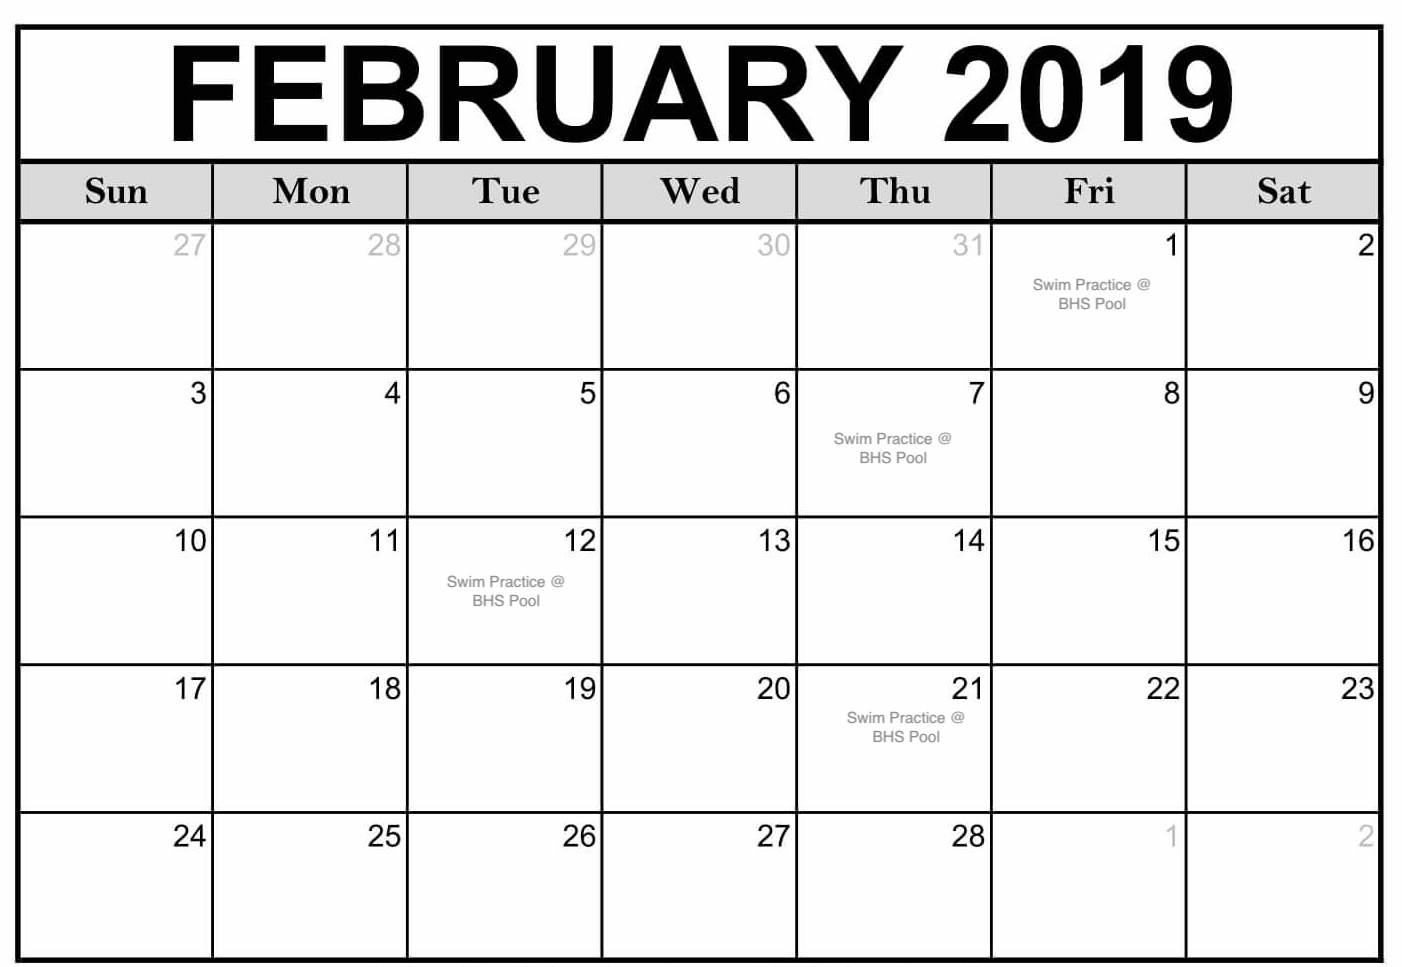 FEBRUARY 2019
Sun Mon Tue Wed Thu Fri Sat
27 28 29 30 31 1 2
Swim Practice @
BHS Pool
3 4 5 6 7 8 9
Swim Practice @
BHS Pool
10 11 12 13 14 15 16
Swim Practice @
BHS Pool
17 18 19 20 21 22 23
Swim Practice @
BHS Pool
24 25 26 27 28 1 2